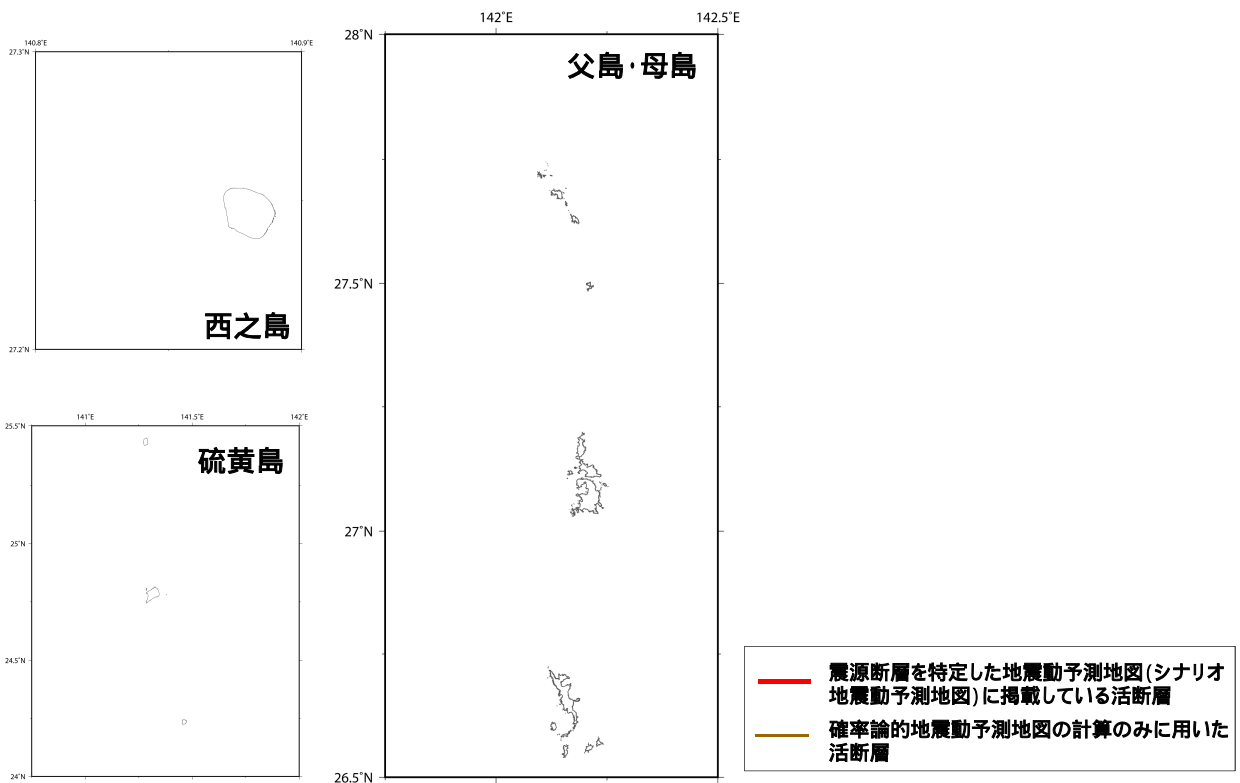 140.8˚E
140.9˚E
27.3˚N
西之島
27.2˚N
141˚E
141.5˚E
142˚E
25.5˚N
硫黄島
25˚N
24.5˚N
24˚N
142˚E
142.5˚E
28˚N
父島・母島
27.5˚N
27˚N
26.5˚N
震源断層を特定した地震動予測地図(シナリオ
地震動予測地図)に掲載している活断層
確率論的地震動予測地図の計算のみに用いた
活断層